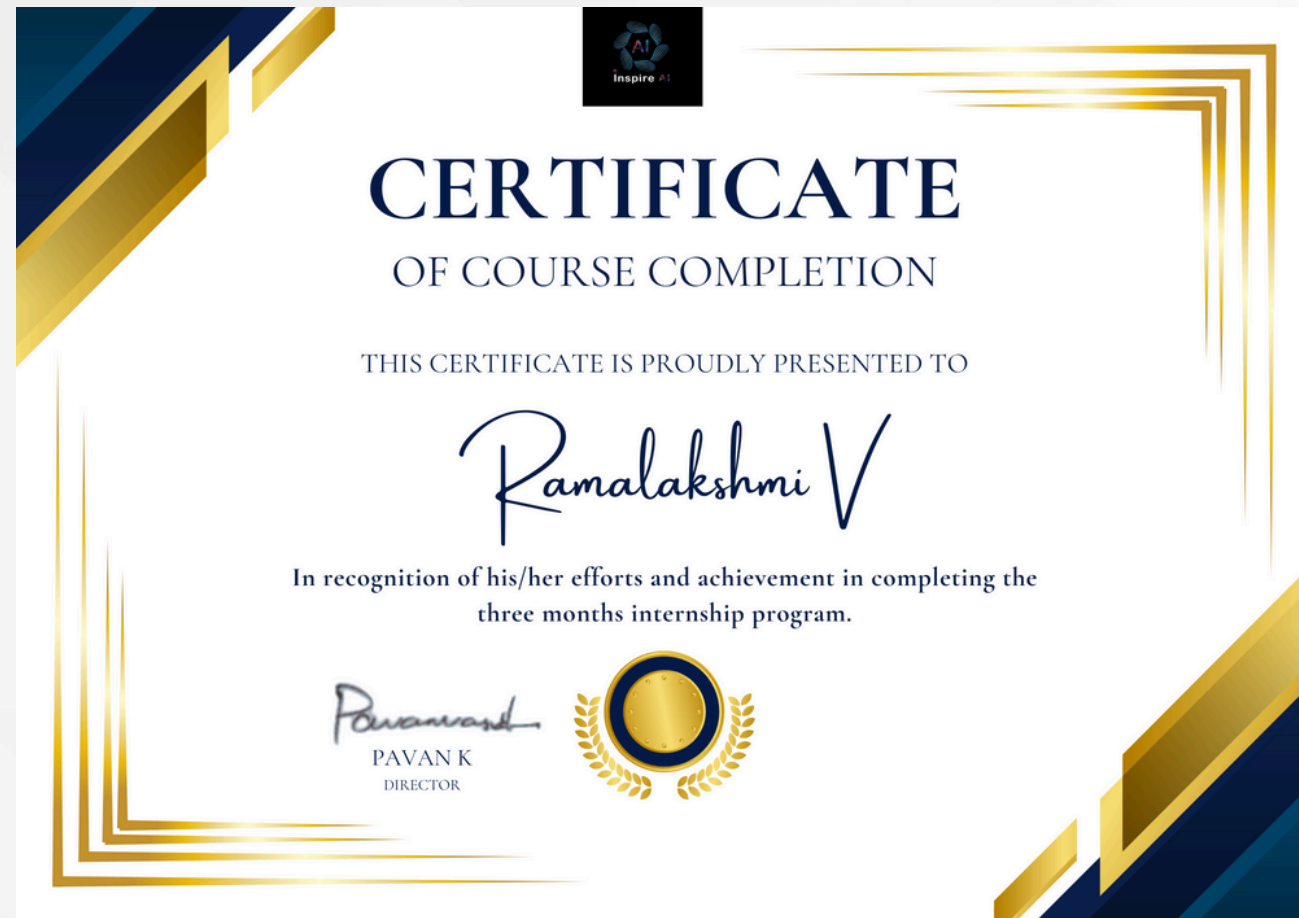 AI
Inspire AI
CERTIFICATE
OF COURSE COMPLETION
THIS CERTIFICATE IS PROUDLY PRESENTED TO
Ramalakshmi V
In recognition of his/her efforts and achievement in completing the
three months internship program.
PAVAN K
DIRECTOR